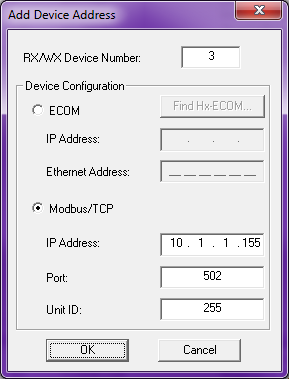 Add Device Address
RX/WX Device Number: 3
Device Configuration
ECOM Find Hx-ECOM...
IP Address: . . .
Ethernet Address: __ __ __ __ __ __
Modbus/TCP
IP Address: 10 . 1 . 1 .155
Port: 502
Unit ID: 255
OK Cancel